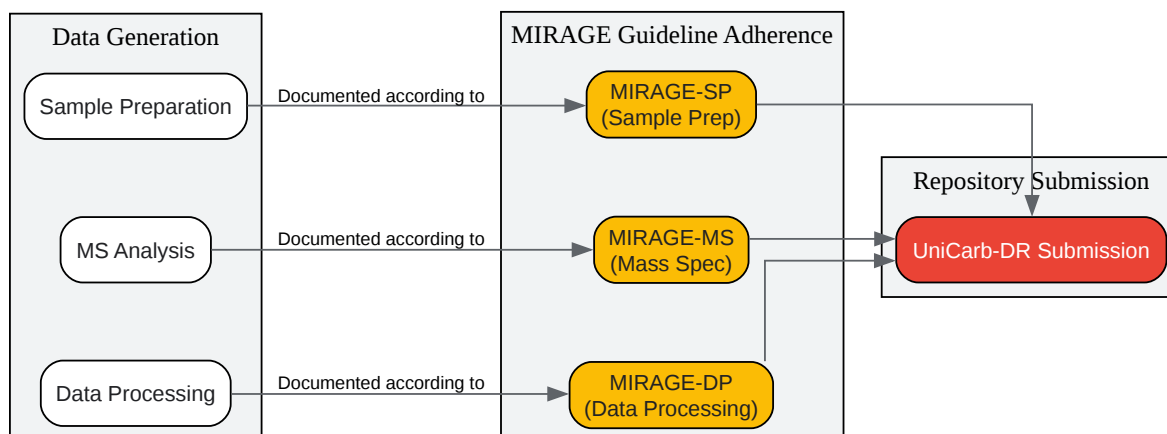 Data Generation
MIRAGE Guideline Adherence
Sample Preparation
Documented according to
MIRAGE-SP
(Sample Prep)
Repository Submission
MS Analysis
Documented according to
MIRAGE-MS
(Mass Spec)
UniCarb-DR Submission
Data Processing
Documented according to
MIRAGE-DP
(Data Processing)